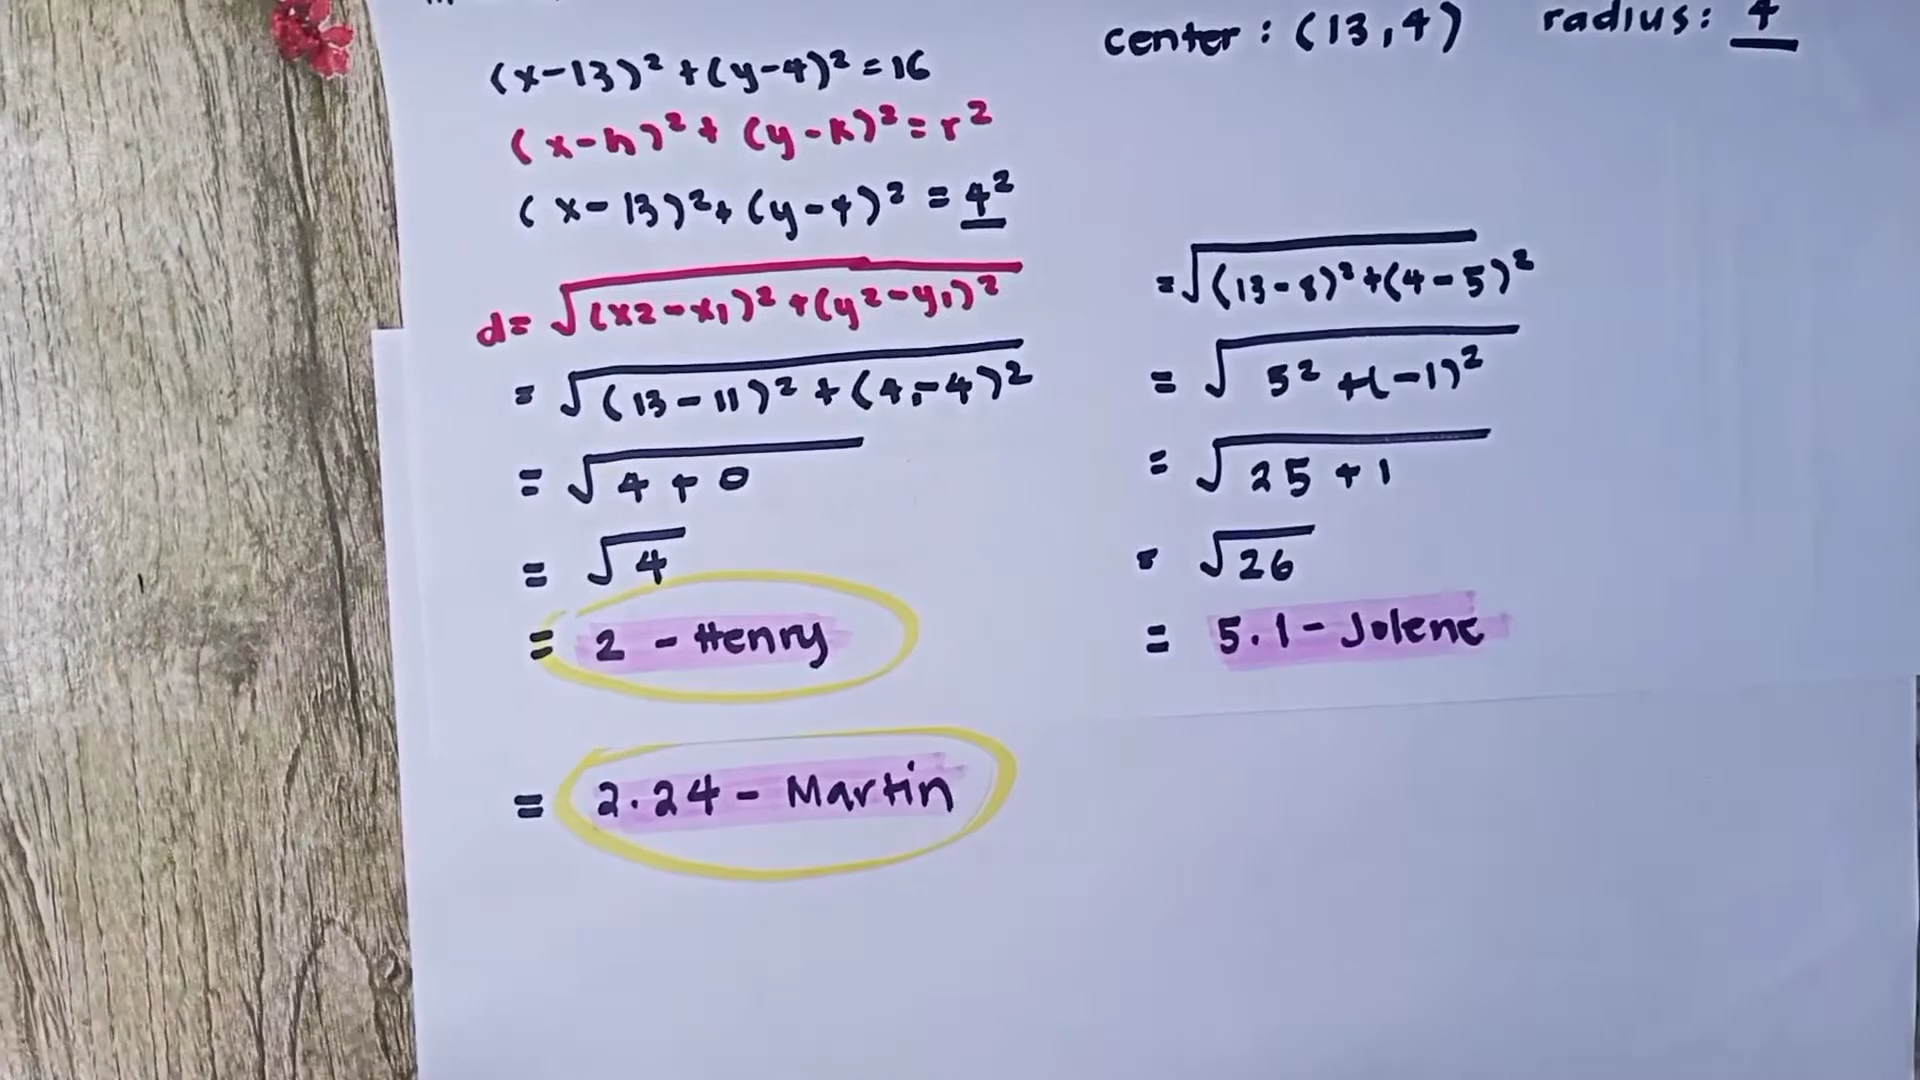 center : (13,4) radius: 4
(x-13)² + (y-4)² = 16
(x-h)² + (y-k)² = r²
(x-13)² + (y-4)² = 4²
d = √(x2-x₁)² + (y2-y₁)²
= √(13-11)² + (4-4)²
= √4+0
= √4
= 2 - Henry
= 2.24 - Martin
= √(13-8)² + (4-5)²
= √5² + (-1)²
= √25+1
= √26
= 5.1 - Jolene